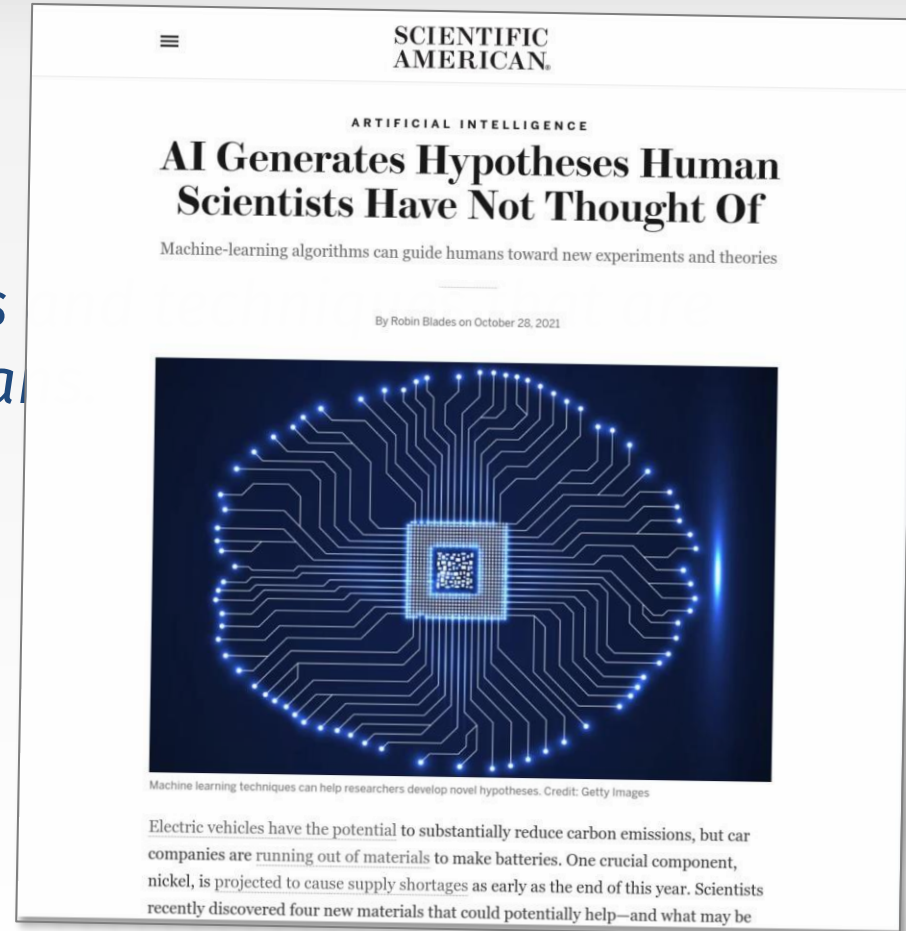 SCIENTIFIC
AMERICAN®
ARTIFICIAL INTELLIGENCE
AI Generates Hypotheses Human
Scientists Have Not Thought Of
Machine-learning algorithms can guide humans toward new experiments and theories
By Robin Blades on October 28, 2021
Machine learning techniques can help researchers develop novel hypotheses. Credit: Getty Images
Electric vehicles have the potential to substantially reduce carbon emissions, but car
companies are running out of materials to make batteries. One crucial component,
nickel, is projected to cause supply shortages as early as the end of this year. Scientists
recently discovered four new materials that could potentially help—and what may be